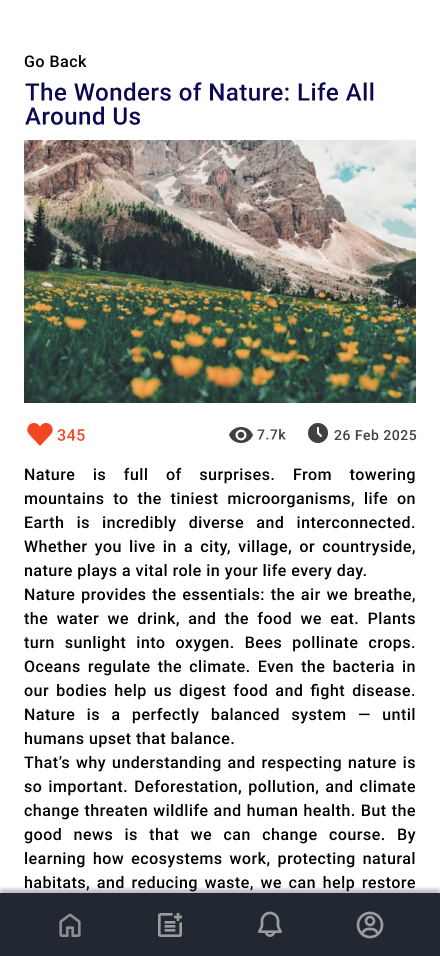 Go Back
The Wonders of Nature: Life All
Around Us
345
7.7k
26 Feb 2025
Nature is full of surprises. From towering
mountains to the tiniest microorganisms, life on
Earth is incredibly diverse and interconnected.
Whether you live in a city, village, or countryside,
nature plays a vital role in your life every day.
Nature provides the essentials: the air we breathe,
the water we drink, and the food we eat. Plants
turn sunlight into oxygen. Bees pollinate crops.
Oceans regulate the climate. Even the bacteria in
our bodies help us digest food and fight disease.
Nature is a perfectly balanced system — until
humans upset that balance.
That’s why understanding and respecting nature is
so important. Deforestation, pollution, and climate
change threaten wildlife and human health. But the
good news is that we can change course. By
learning how ecosystems work, protecting natural
habitats, and reducing waste, we can help restore